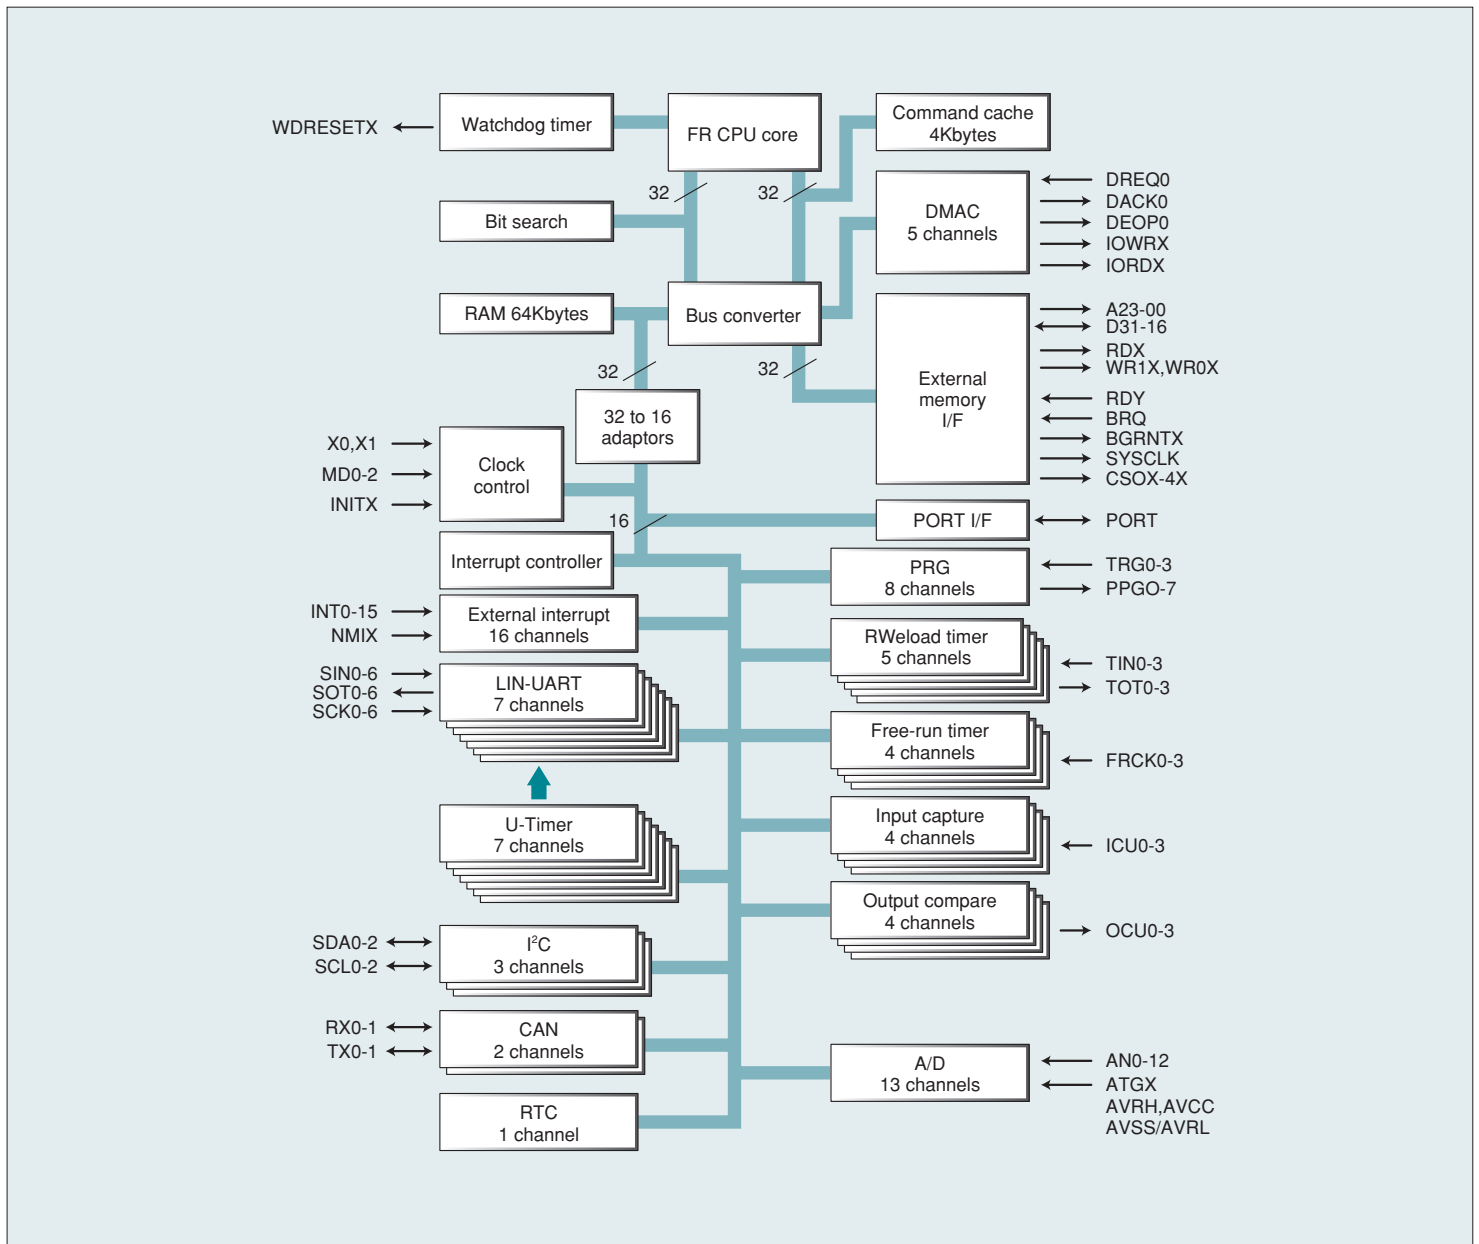 WDRESETX
Watchdog timer
FR CPU core
Command cache
4Kbytes
32
32
Bit search
DMAC
5 channels
DREQ0
DACK0
DEOP0
IOWRX
IORDX
RAM 64Kbytes
Bus converter
32
32
External
memory
I/F
A23-00
D31-16
RDX
WR1X,WR0X
RDY
BRQ
BGRNTX
SYSCLK
CSOX-4X
32 to 16
adaptors
X0,X1
MD0-2
INITX
Clock
control
16
PORT I/F
PORT
Interrupt controller
PRG
8 channels
TRG0-3
PPGO-7
INT0-15
NMIX
External interrupt
16 channels
RWeload timer
5 channels
TIN0-3
TOT0-3
SIN0-6
SOT0-6
SCK0-6
LIN-UART
7 channels
Free-run timer
4 channels
FRCK0-3
U-Timer
7 channels
Input capture
4 channels
ICU0-3
Output compare
4 channels
OCU0-3
SDA0-2
SCL0-2
I²C
3 channels
RX0-1
TX0-1
CAN
2 channels
A/D
13 channels
AN0-12
ATGX
AVRH,AVCC
AVSS/AVRL
RTC
1 channel